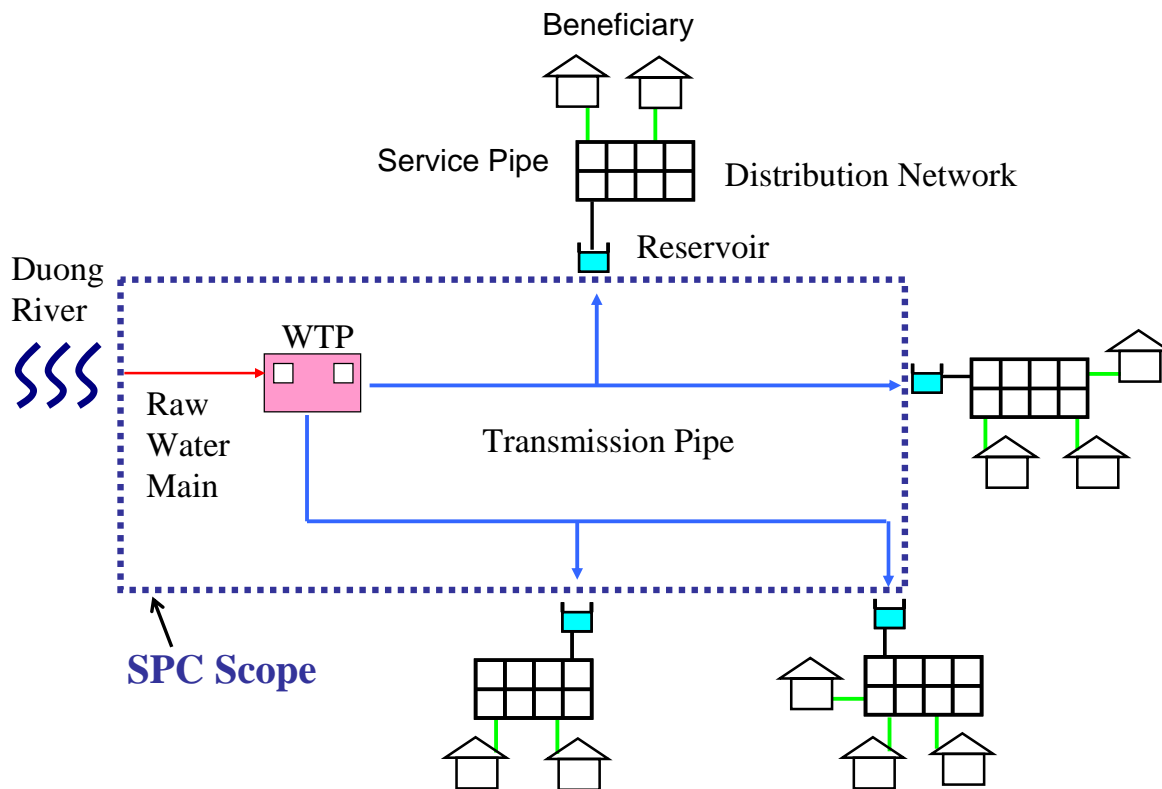 Beneficiary
Service Pipe
Distribution Network
Reservoir
Duong
River
WTP
Raw
Water
Main
Transmission Pipe
SPC Scope